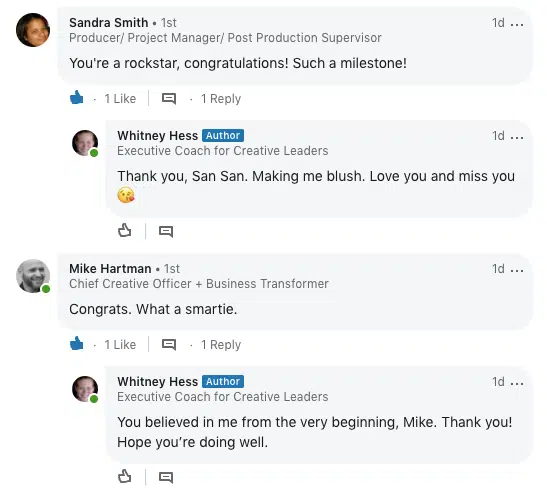 Sandra Smith • 1st 1d ...
Producer/ Project Manager/ Post Production Supervisor
You're a rockstar, congratulations! Such a milestone!
· 1 Like · 1 Reply
Whitney Hess Author 1d ...
Executive Coach for Creative Leaders
Thank you, San San. Making me blush. Love you and miss you
😘
Mike Hartman • 1st 1d ...
Chief Creative Officer + Business Transformer
Congrats. What a smartie.
· 1 Like · 1 Reply
Whitney Hess Author 1d ...
Executive Coach for Creative Leaders
You believed in me from the very beginning, Mike. Thank you!
Hope you’re doing well.